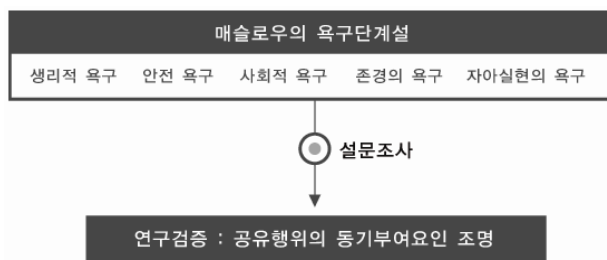 매슬로우의 욕구단계설
생리적 욕구 안전 욕구 사회적 욕구 존경의 욕구 자아실현의 욕구
설문조사
연구검증 : 공유행위의 동기부여요인 조명